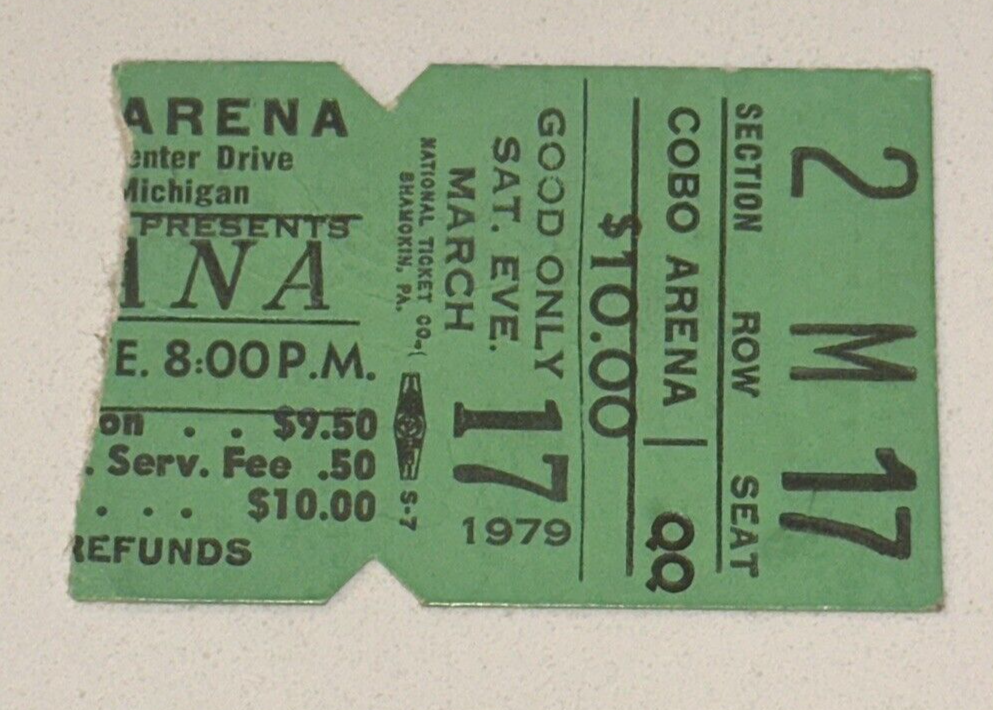 ARENA
enter Drive
Michigan
PRESENTS
ANA
E. 8:00 P.M.
on . . $9.50
. Serv. Fee .50
. . . $10.00
REFUNDS
NATIONAL TICKET CO.
SHAMOKIN, PA.
S-7
GOOD ONLY
SAT. EVE.
MARCH
17
1979
$10.00
COBO ARENA | QQ
SECTION ROW SEAT
2 M 17